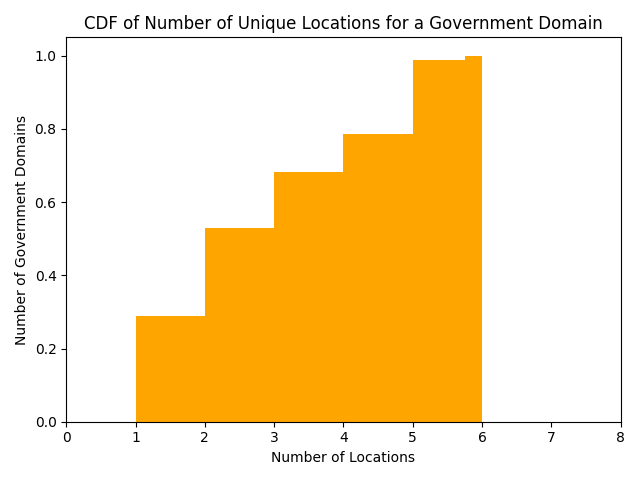 CDF of Number of Unique Locations for a Government Domain
Number of Government Domains
1.0
0.8
0.6
0.4
0.2
0.0
0 1 2 3 4 5 6 7 8
Number of Locations